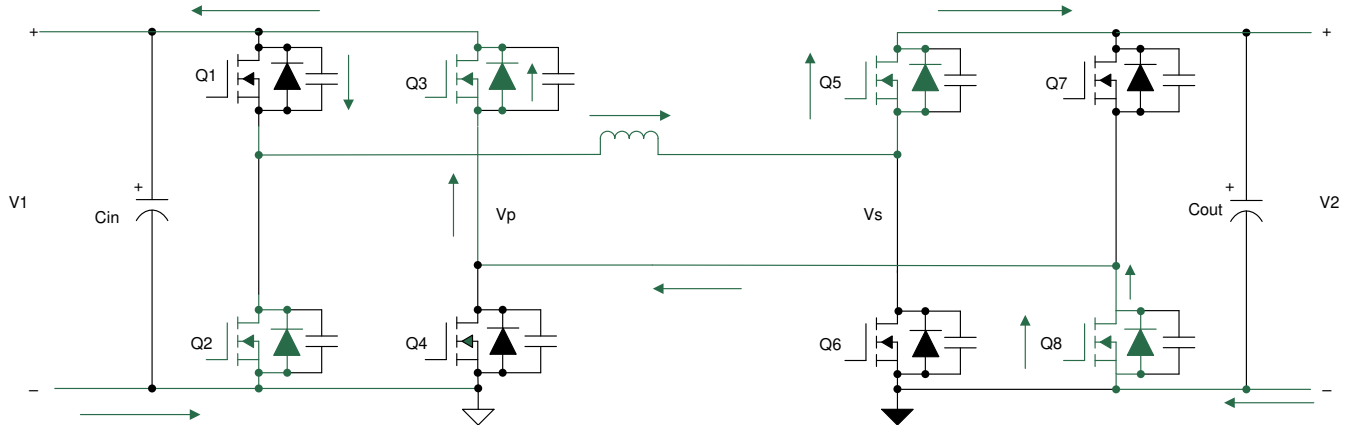 + +
Q1 Q3 Q5 Q7
+ +
V1 Cin Vp Vs Cout V2
Q2 Q4 Q6 Q8
– –